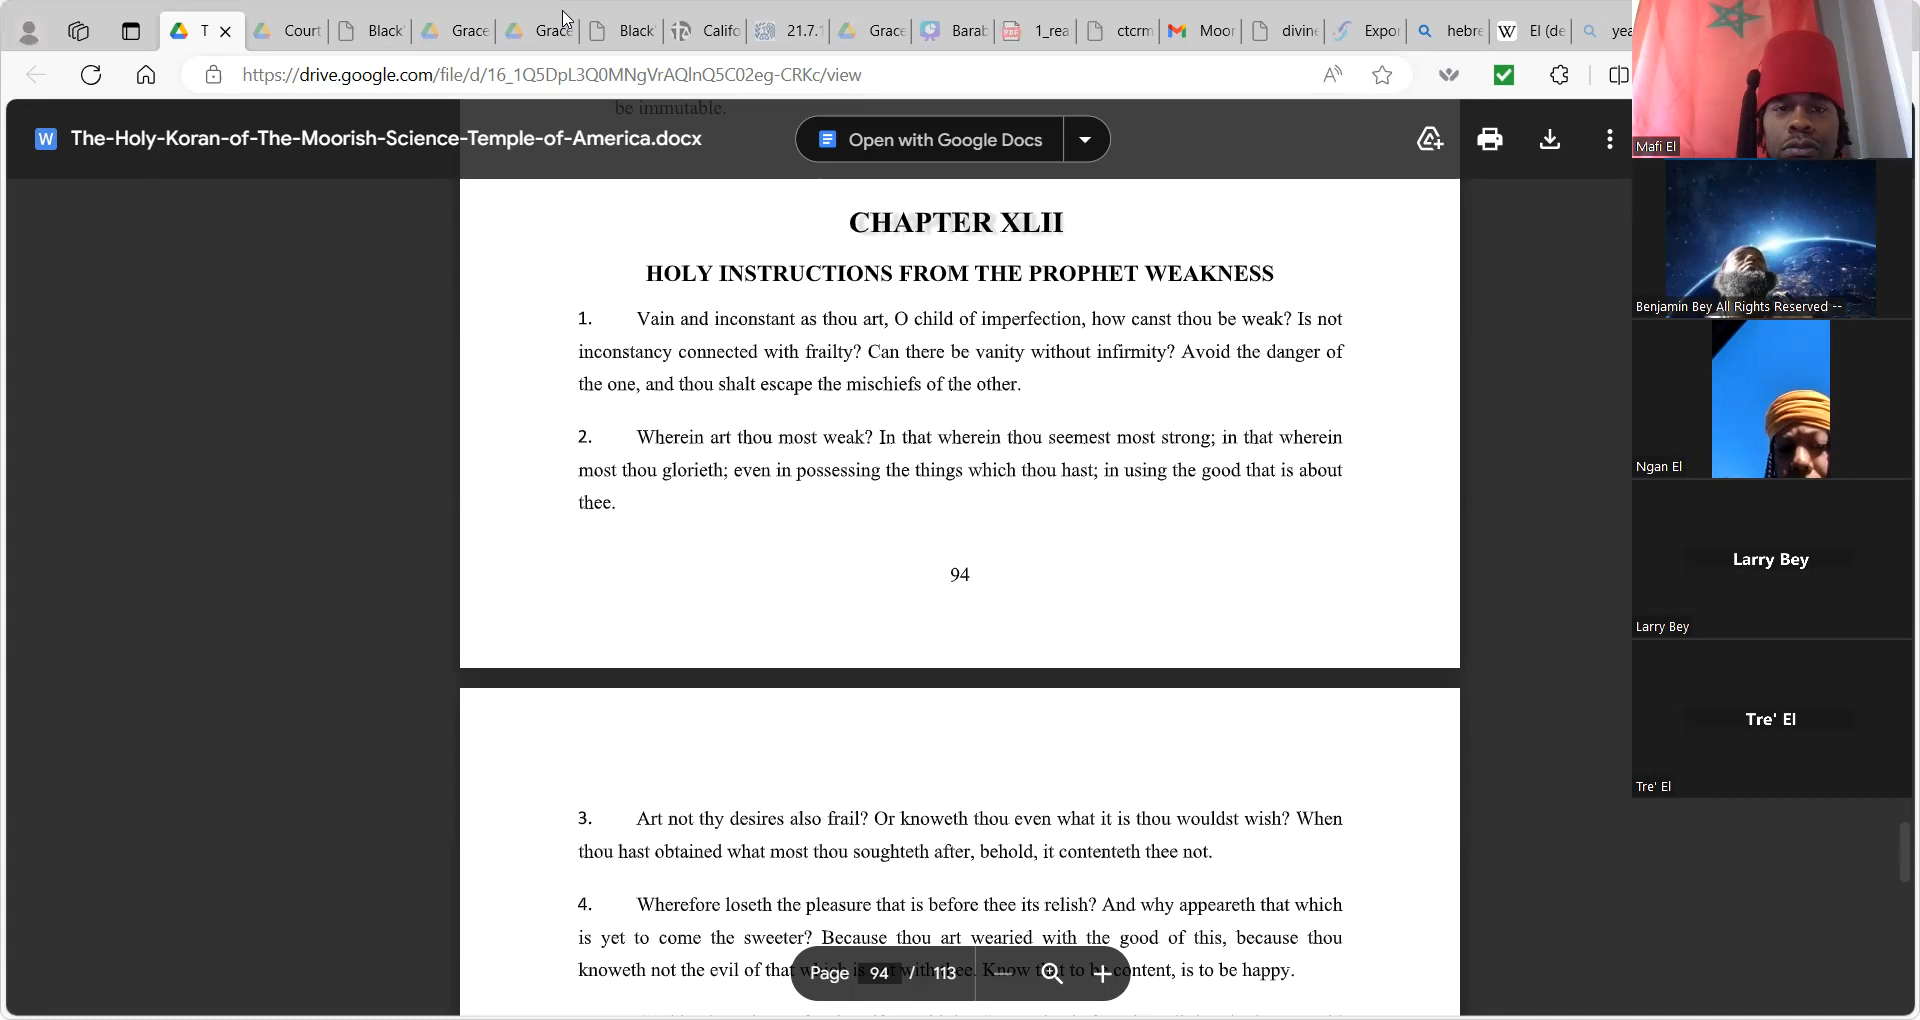 T
Court
Black'
Grace
Grace
Black'
Califo
21.7.1
Grace
Barab
1_rea
ctcrm
Moor
divine
Expor
hebre
El (de
yea
https://drive.google.com/file/d/16_1Q5DpL3Q0MNgVrAQlnQ5C02eg-CRKc/view
be immutable.
The-Holy-Koran-of-The-Moorish-Science-Temple-of-America.docx
Open with Google Docs
CHAPTER XLII
HOLY INSTRUCTIONS FROM THE PROPHET WEAKNESS
1. Vain and inconstant as thou art, O child of imperfection, how canst thou be weak? Is not
inconstancy connected with frailty? Can there be vanity without infirmity? Avoid the danger of
the one, and thou shalt escape the mischiefs of the other.
2. Wherein art thou most weak? In that wherein thou seemest most strong; in that wherein
most thou glorieth; even in possessing the things which thou hast; in using the good that is about
thee.
94
3. Art not thy desires also frail? Or knoweth thou even what it is thou wouldst wish? When
thou hast obtained what most thou soughteth after, behold, it contenteth thee not.
4. Wherefore loseth the pleasure that is before thee its relish? And why appeareth that which
is yet to come the sweeter? Because thou art wearied with the good of this, because thou
knoweth not the evil of that which is not with thee. Know that to be content, is to be happy.
Page 94 / 113
Mafi El
Benjamin Bey All Rights Reserved --
Ngan El
Larry Bey
Larry Bey
Tre' El
Tre' El